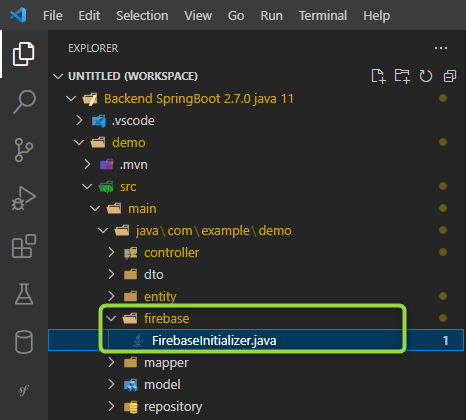 File Edit Selection View Go Run Terminal Help
EXPLORER ...
UNTITLED (WORKSPACE)
Backend SpringBoot 2.7.0 java 11
.vscode
demo
.mvn
src
main
java\com\example\demo
controller
dto
entity
firebase
FirebaseInitializer.java 1
mapper
model
repository